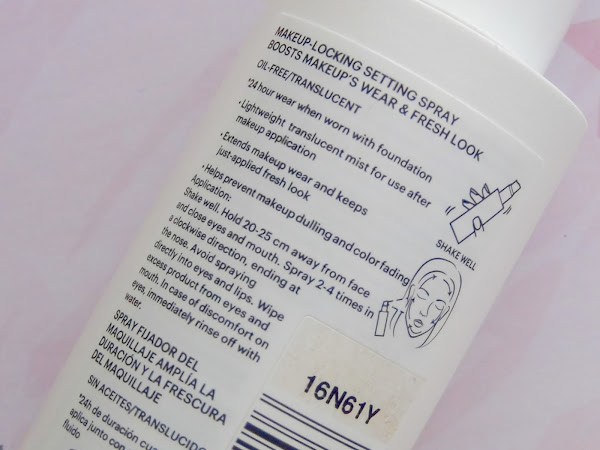 MAKEUP-LOCKING SETTING SPRAY
BOOSTS MAKEUP'S WEAR & FRESH LOOK
OIL-FREE/TRANSLUCENT
*24 hour wear when worn with foundation
• Lightweight translucent mist for use after
makeup application
• Extends makeup wear and keeps
just-applied fresh look
• Helps prevent makeup dulling and color fading
Application:
Shake well. Hold 20-25 cm away from face
and close eyes and mouth. Spray 2-4 times in
a clockwise direction, ending at
the nose. Avoid spraying
directly into eyes and lips. Wipe
excess product from eyes and
mouth. In case of discomfort on
eyes, immediately rinse off with
water.
SHAKE WELL
SPRAY FIJADOR DEL
MAQUILLAJE AMPLÍA LA
DURACIÓN Y LA FRESCURA
DEL MAQUILLAJE
SIN ACEITES/TRANSLUCIDO
*24h de duración cu
aplica junto con
fluido
16N61Y